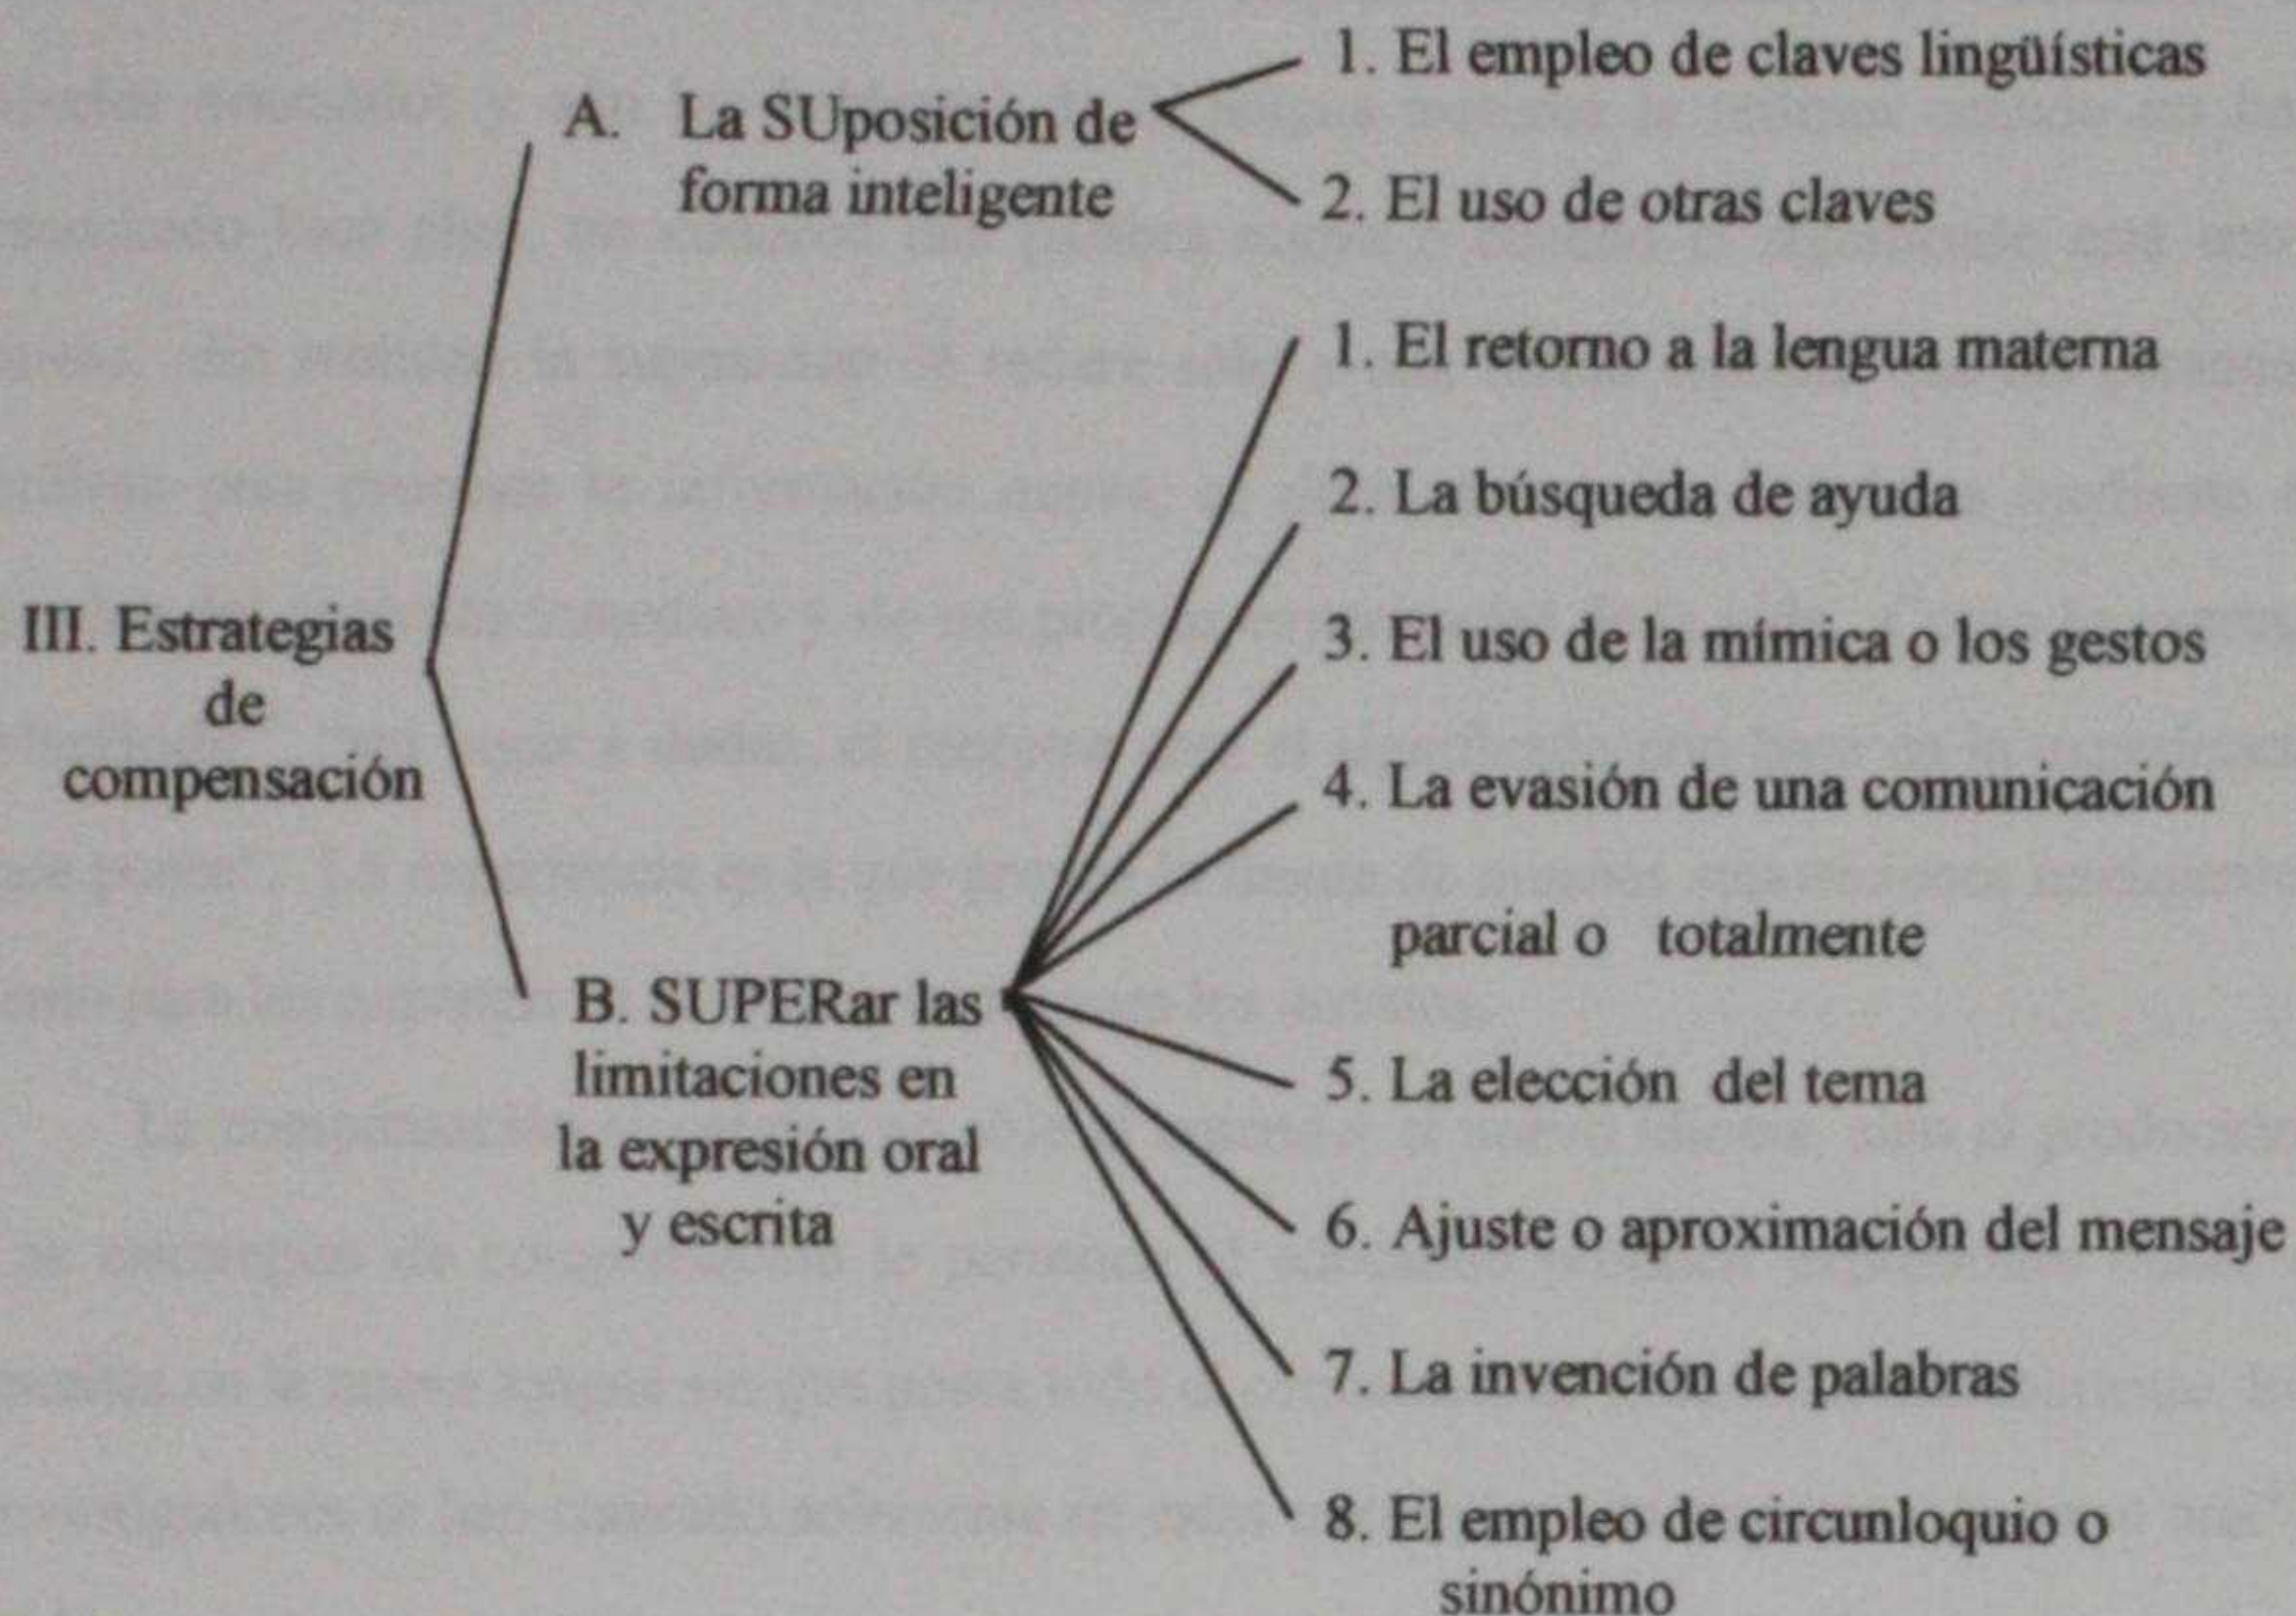 1. El empleo de claves lingüísticas
A. La SUposición de
forma inteligente
2. El uso de otras claves
1. El retorno a la lengua materna
2. La búsqueda de ayuda
III. Estrategias
de
compensación
3. El uso de la mímica o los gestos
4. La evasión de una comunicación
parcial o totalmente
B. SUPERar las
limitaciones en
la expresión oral
y escrita
5. La elección del tema
6. Ajuste o aproximación del mensaje
7. La invención de palabras
8. El empleo de circunloquio o
sinónimo